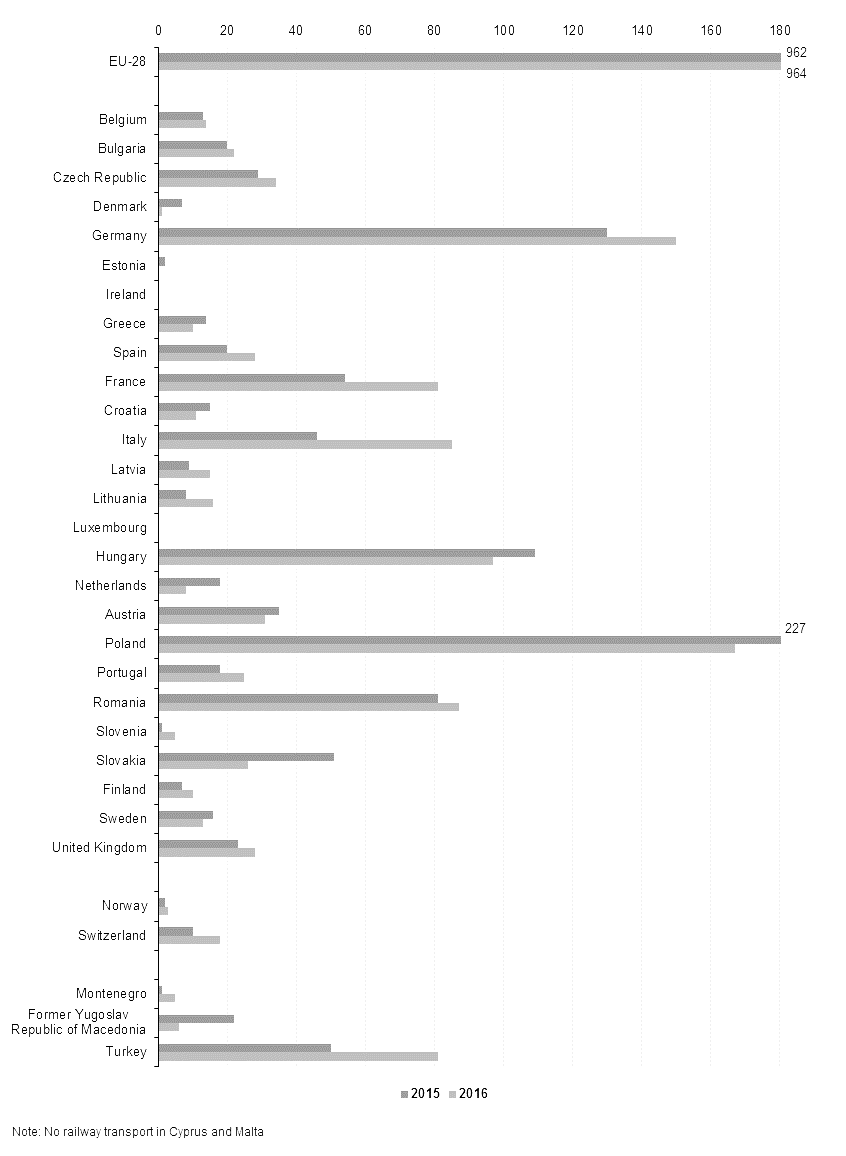 0 20 40 60 80 100 120 140 160 180
EU-28 962
964
Belgium
Bulgaria
Czech Republic
Denmark
Germany
Estonia
Ireland
Greece
Spain
France
Croatia
Italy
Latvia
Lithuania
Luxembourg
Hungary
Netherlands
Austria
227
Poland
Portugal
Romania
Slovenia
Slovakia
Finland
Sweden
United Kingdom
Norway
Switzerland
Montenegro
Former Yugoslav
Republic of Macedonia
Turkey
2015 2016
Note: No railway transport in Cyprus and Malta